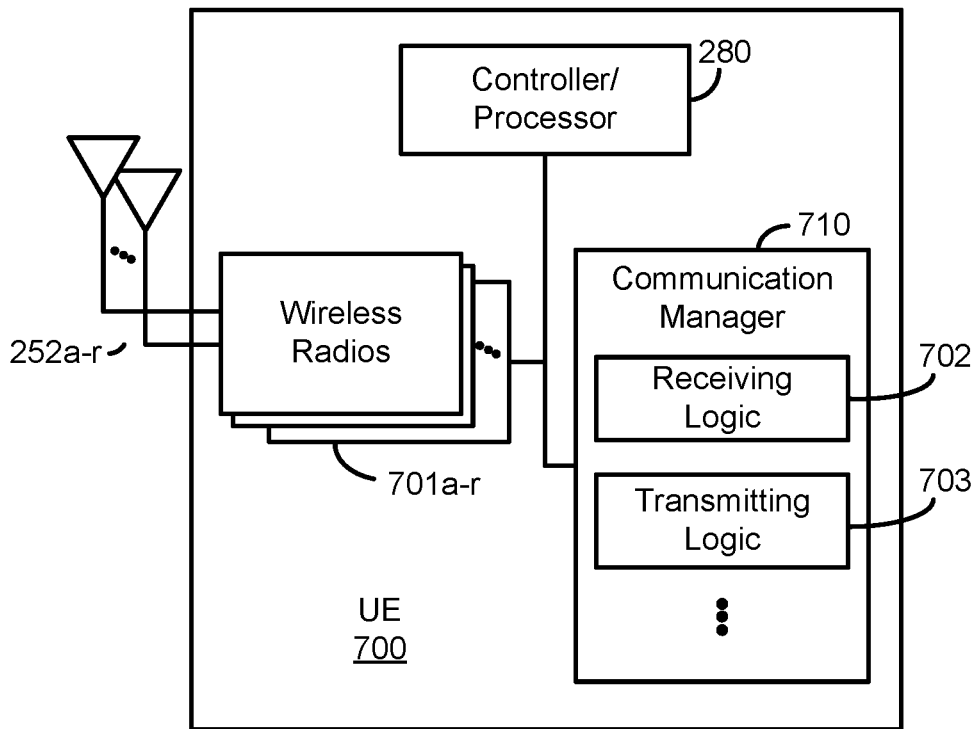 280
Controller/
Processor
710
Communication
Manager
Wireless
Radios
252a-r
702
Receiving
Logic
701a-r
703
Transmitting
Logic
UE
700